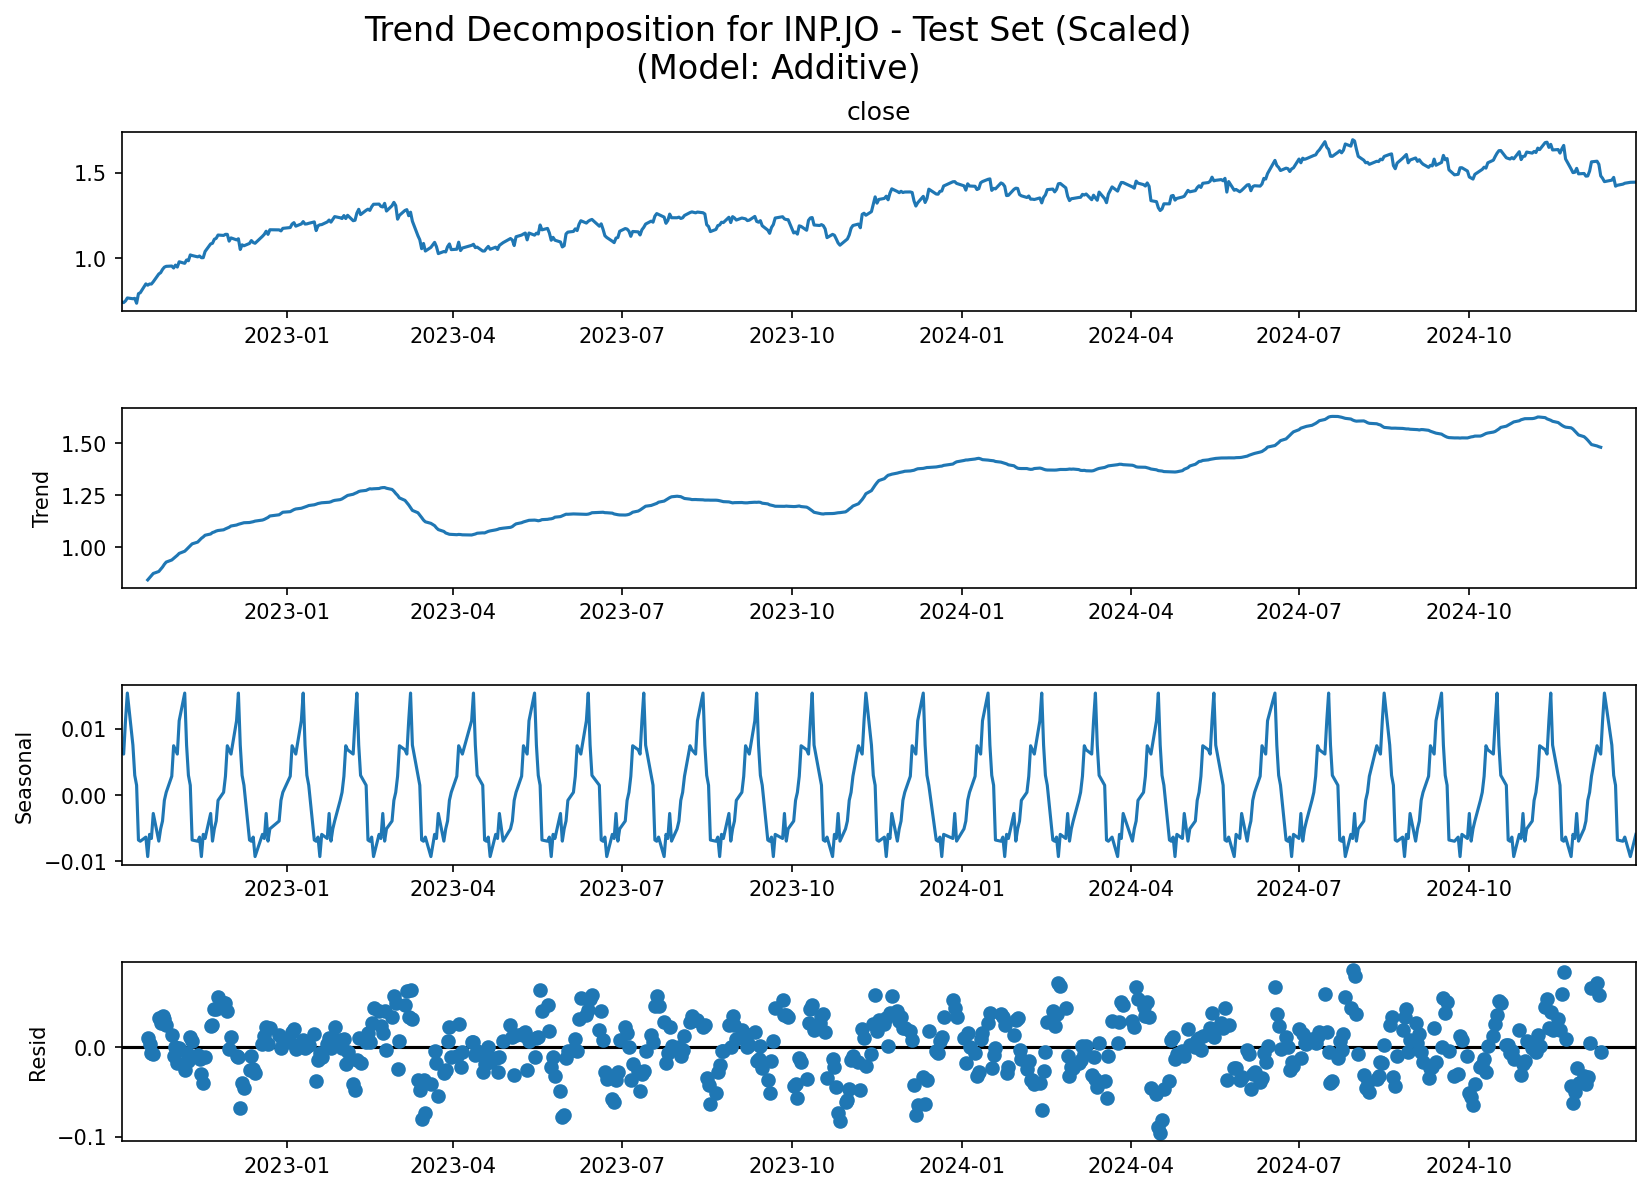 Trend Decomposition for INP.JO - Test Set (Scaled)
(Model: Additive)
close
1.5
1.0
2023-01 2023-04 2023-07 2023-10 2024-01 2024-04 2024-07 2024-10
Trend
1.50
1.25
1.00
2023-01 2023-04 2023-07 2023-10 2024-01 2024-04 2024-07 2024-10
Seasonal
0.01
0.00
−0.01
2023-01 2023-04 2023-07 2023-10 2024-01 2024-04 2024-07 2024-10
Resid
0.0
−0.1
2023-01 2023-04 2023-07 2023-10 2024-01 2024-04 2024-07 2024-10